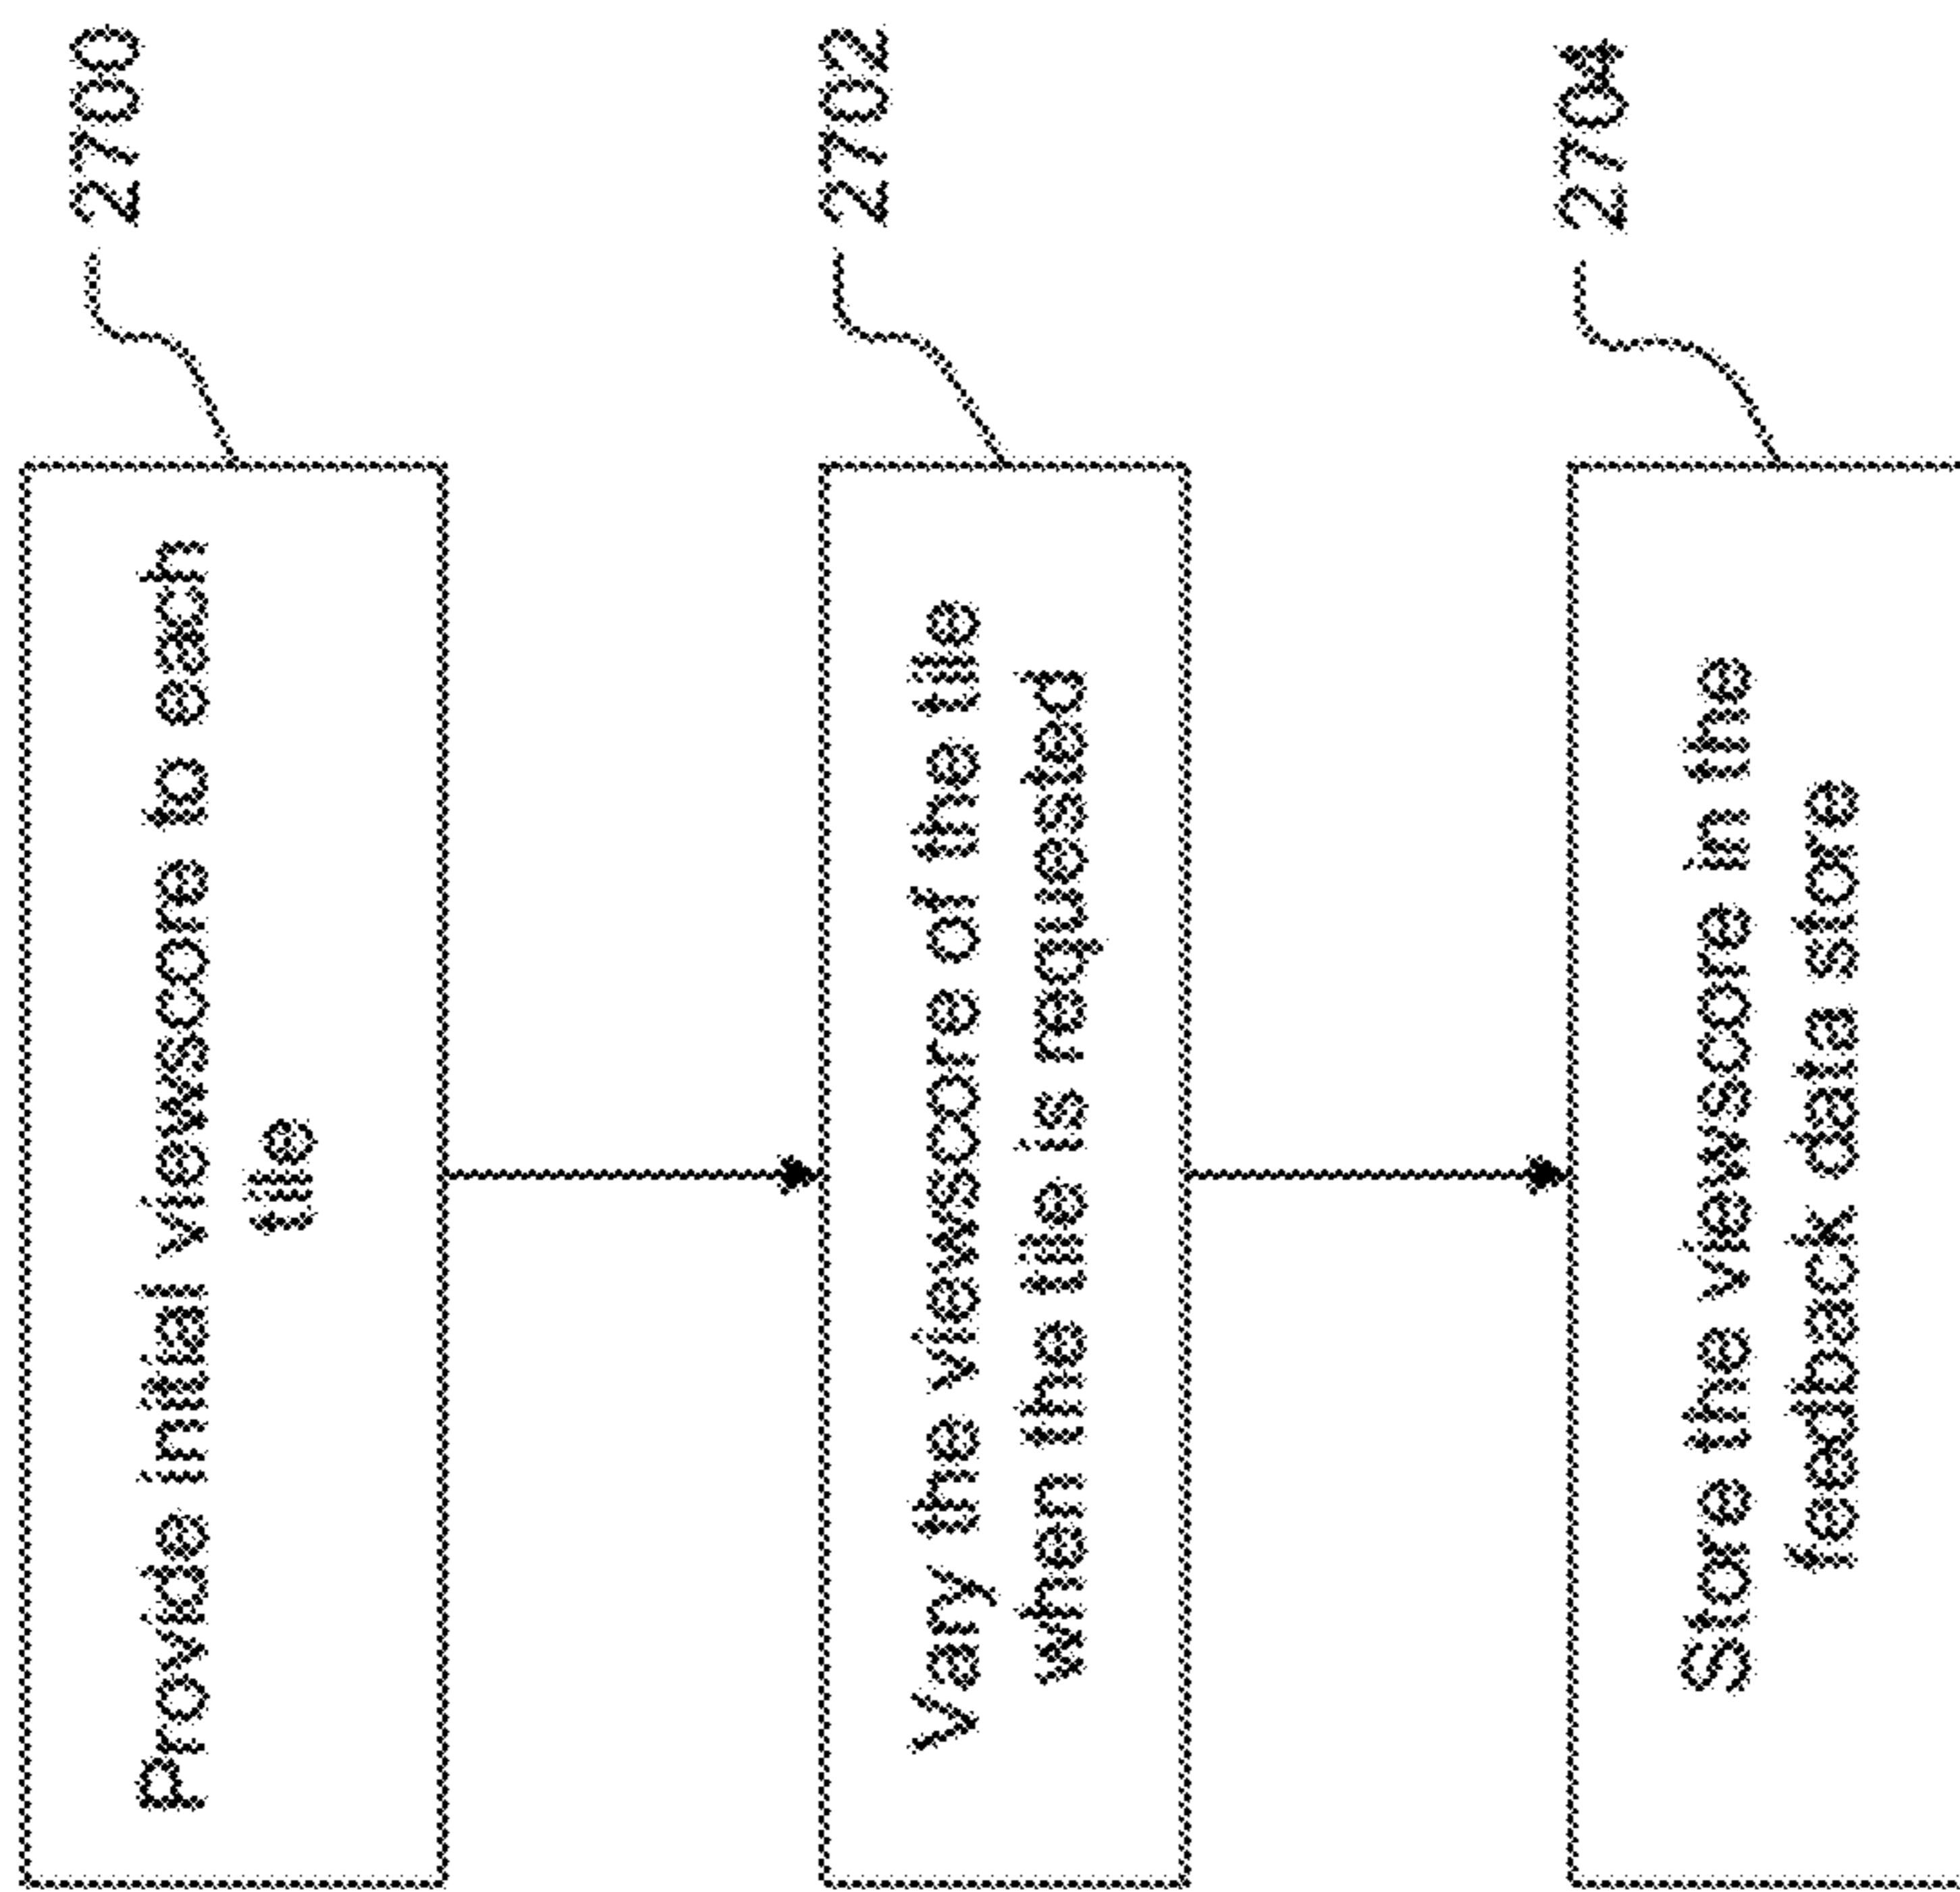 2700
Provide initial viewscore to each
tile
2702
Vary the viewscore of the tile
when the tile is requested
2704
Store the viewscore in the
feedback data store